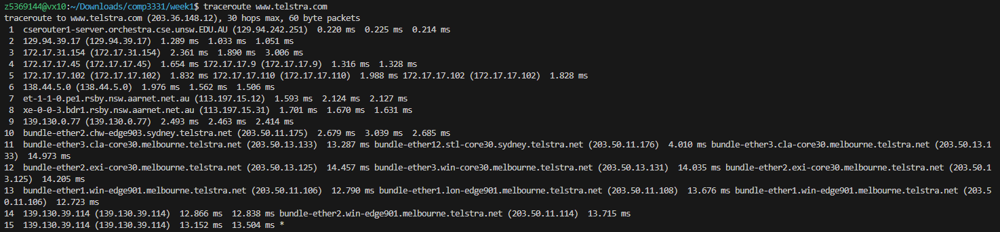 z5369144@vx10:~/Downloads/comp3331/week1$ traceroute www.telstra.com
traceroute to www.telstra.com (203.36.148.12), 30 hops max, 60 byte packets
 1  cserouter1-server.orchestra.cse.unsw.EDU.AU (129.94.242.251)  0.220 ms  0.225 ms  0.214 ms
 2  129.94.39.17 (129.94.39.17)  1.289 ms  1.033 ms  1.051 ms
 3  172.17.31.154 (172.17.31.154)  2.361 ms  1.890 ms  3.006 ms
 4  172.17.17.45 (172.17.17.45)  1.654 ms 172.17.17.9 (172.17.17.9)  1.316 ms  1.328 ms
 5  172.17.17.102 (172.17.17.102)  1.832 ms 172.17.17.110 (172.17.17.110)  1.988 ms 172.17.17.102 (172.17.17.102)  1.828 ms
 6  138.44.5.0 (138.44.5.0)  1.976 ms  1.562 ms  1.506 ms
 7  et-1-1-0.pe1.rsby.nsw.aarnet.net.au (113.197.15.12)  1.593 ms  2.124 ms  2.127 ms
 8  xe-0-0-3.bdr1.rsby.nsw.aarnet.net.au (113.197.15.31)  1.701 ms  1.670 ms  1.631 ms
 9  139.130.0.77 (139.130.0.77)  2.493 ms  2.463 ms  2.414 ms
10  bundle-ether2.chw-edge903.sydney.telstra.net (203.50.11.175)  2.679 ms  3.039 ms  2.685 ms
11  bundle-ether3.cla-core30.melbourne.telstra.net (203.50.13.133)  13.287 ms bundle-ether12.stl-core30.sydney.telstra.net (203.50.11.176)  4.010 ms bundle-ether3.cla-core30.melbourne.telstra.net (203.50.13.1
33)  14.973 ms
12  bundle-ether2.exi-core30.melbourne.telstra.net (203.50.13.125)  14.457 ms bundle-ether3.win-core30.melbourne.telstra.net (203.50.13.131)  14.035 ms bundle-ether2.exi-core30.melbourne.telstra.net (203.50.1
3.125)  14.205 ms
13  bundle-ether1.win-edge901.melbourne.telstra.net (203.50.11.106)  12.790 ms bundle-ether1.lon-edge901.melbourne.telstra.net (203.50.11.108)  13.676 ms bundle-ether1.win-edge901.melbourne.telstra.net (203.5
0.11.106)  12.723 ms
14  139.130.39.114 (139.130.39.114)  12.866 ms  12.838 ms bundle-ether2.win-edge901.melbourne.telstra.net (203.50.11.114)  13.715 ms
15  139.130.39.114 (139.130.39.114)  13.152 ms  13.504 ms *